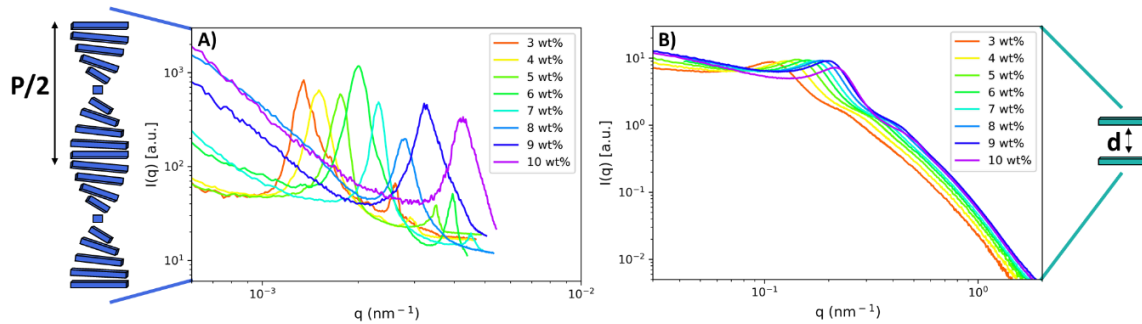 P/2
A)
I(q) [a.u.]
10³
10²
10¹
3 wt%
4 wt%
5 wt%
6 wt%
7 wt%
8 wt%
9 wt%
10 wt%
10⁻³
10⁻²
q (nm⁻¹)
B)
I(q) [a.u.]
10¹
10⁰
10⁻¹
10⁻²
3 wt%
4 wt%
5 wt%
6 wt%
7 wt%
8 wt%
9 wt%
10 wt%
10⁻¹
10⁰
q (nm⁻¹)
d